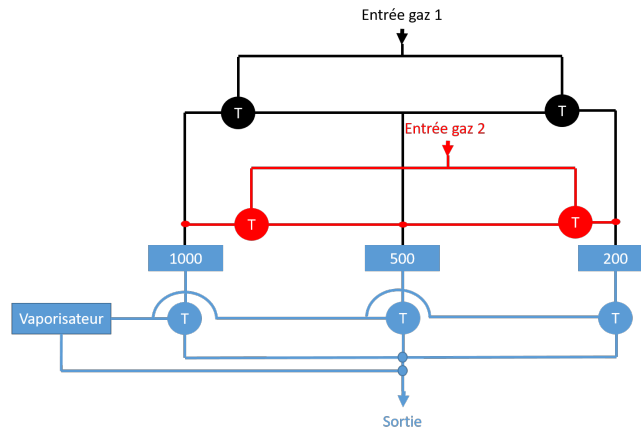 Entrée gaz 1
T
T
Entrée gaz 2
T
T
1000
500
200
Vaporisateur
T
T
T
Sortie